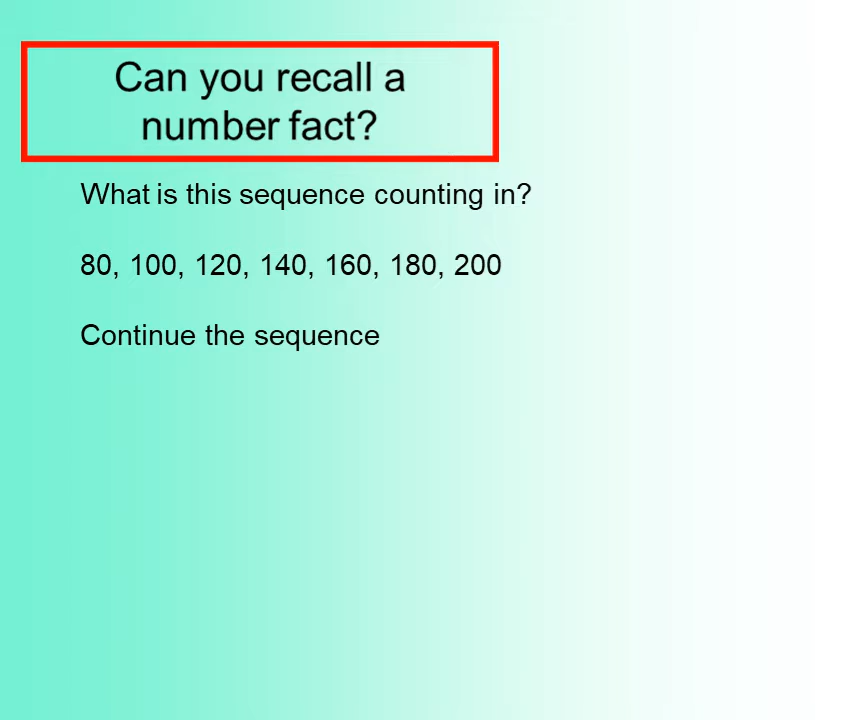 Can you recall a
number fact?
What is this sequence counting in?
80, 100, 120, 140, 160, 180, 200
Continue the sequence